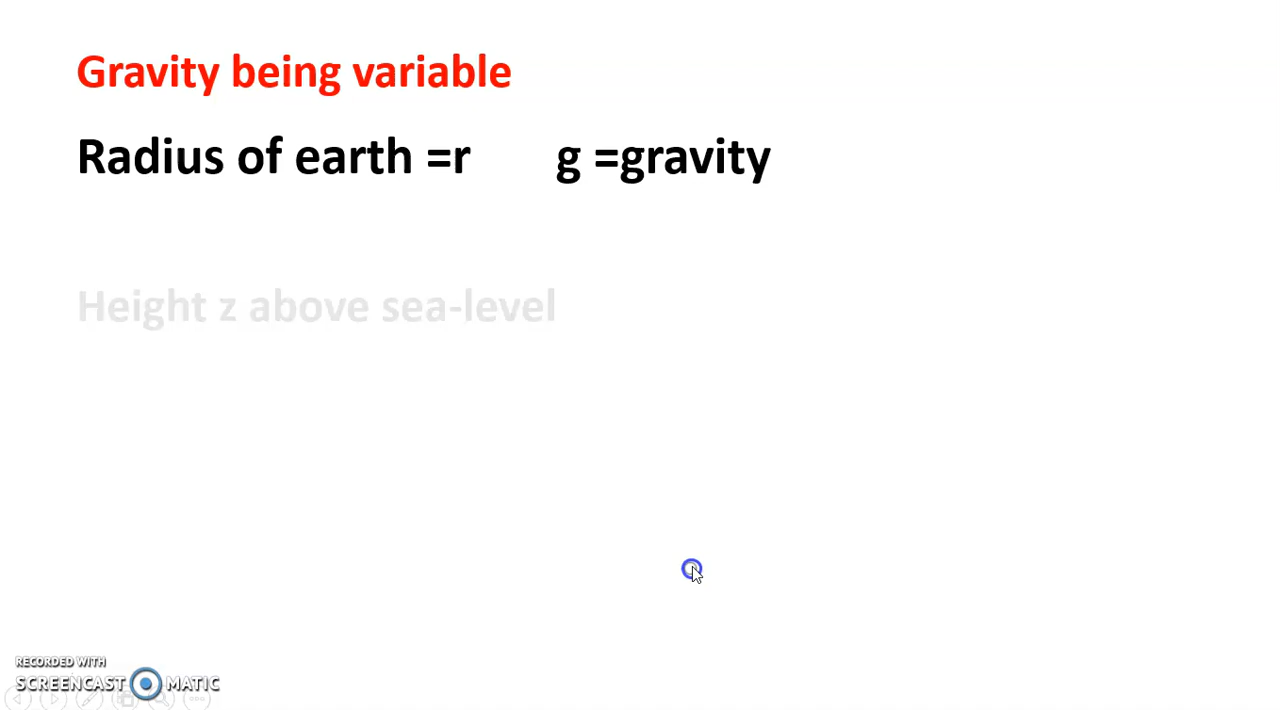 Gravity being variable
Radius of earth =r g =gravity
Height z above sea-level
RECORDED WITH
SCREENCAST MATIC